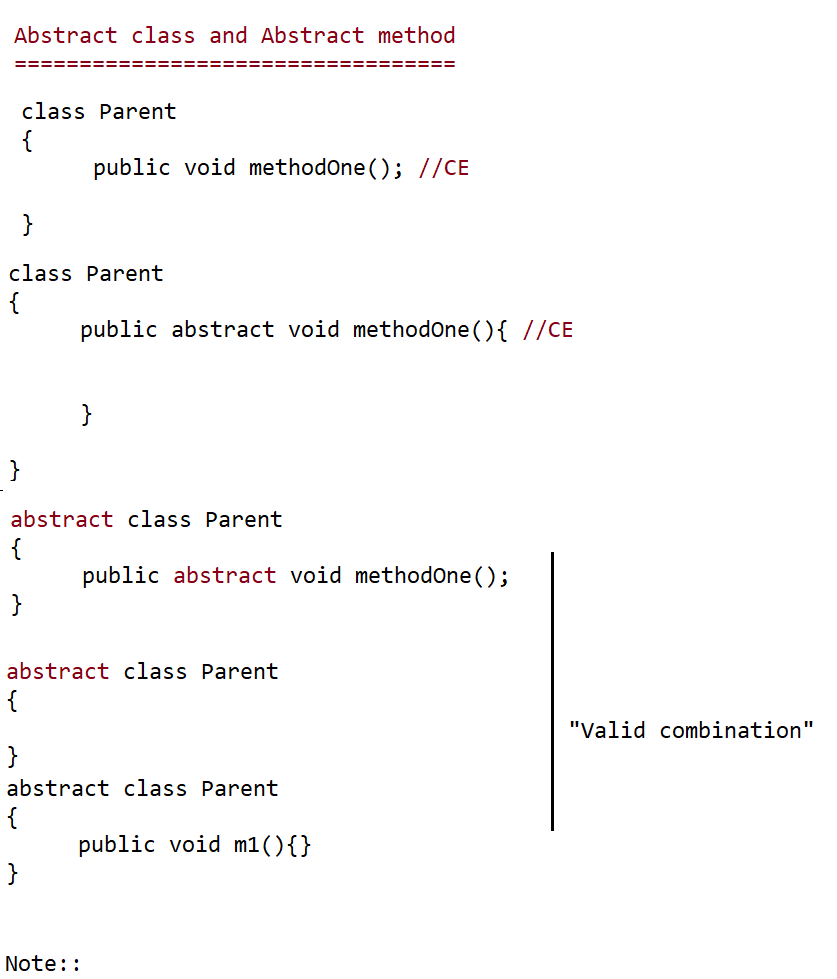 Abstract class and Abstract method
==================================
class Parent
{
public void methodOne(); //CE
}
class Parent
{
public abstract void methodOne(){ //CE
}
}
abstract class Parent
{
public abstract void methodOne();
}
abstract class Parent
{
"Valid combination"
}
abstract class Parent
{
public void m1(){}
}
Note::